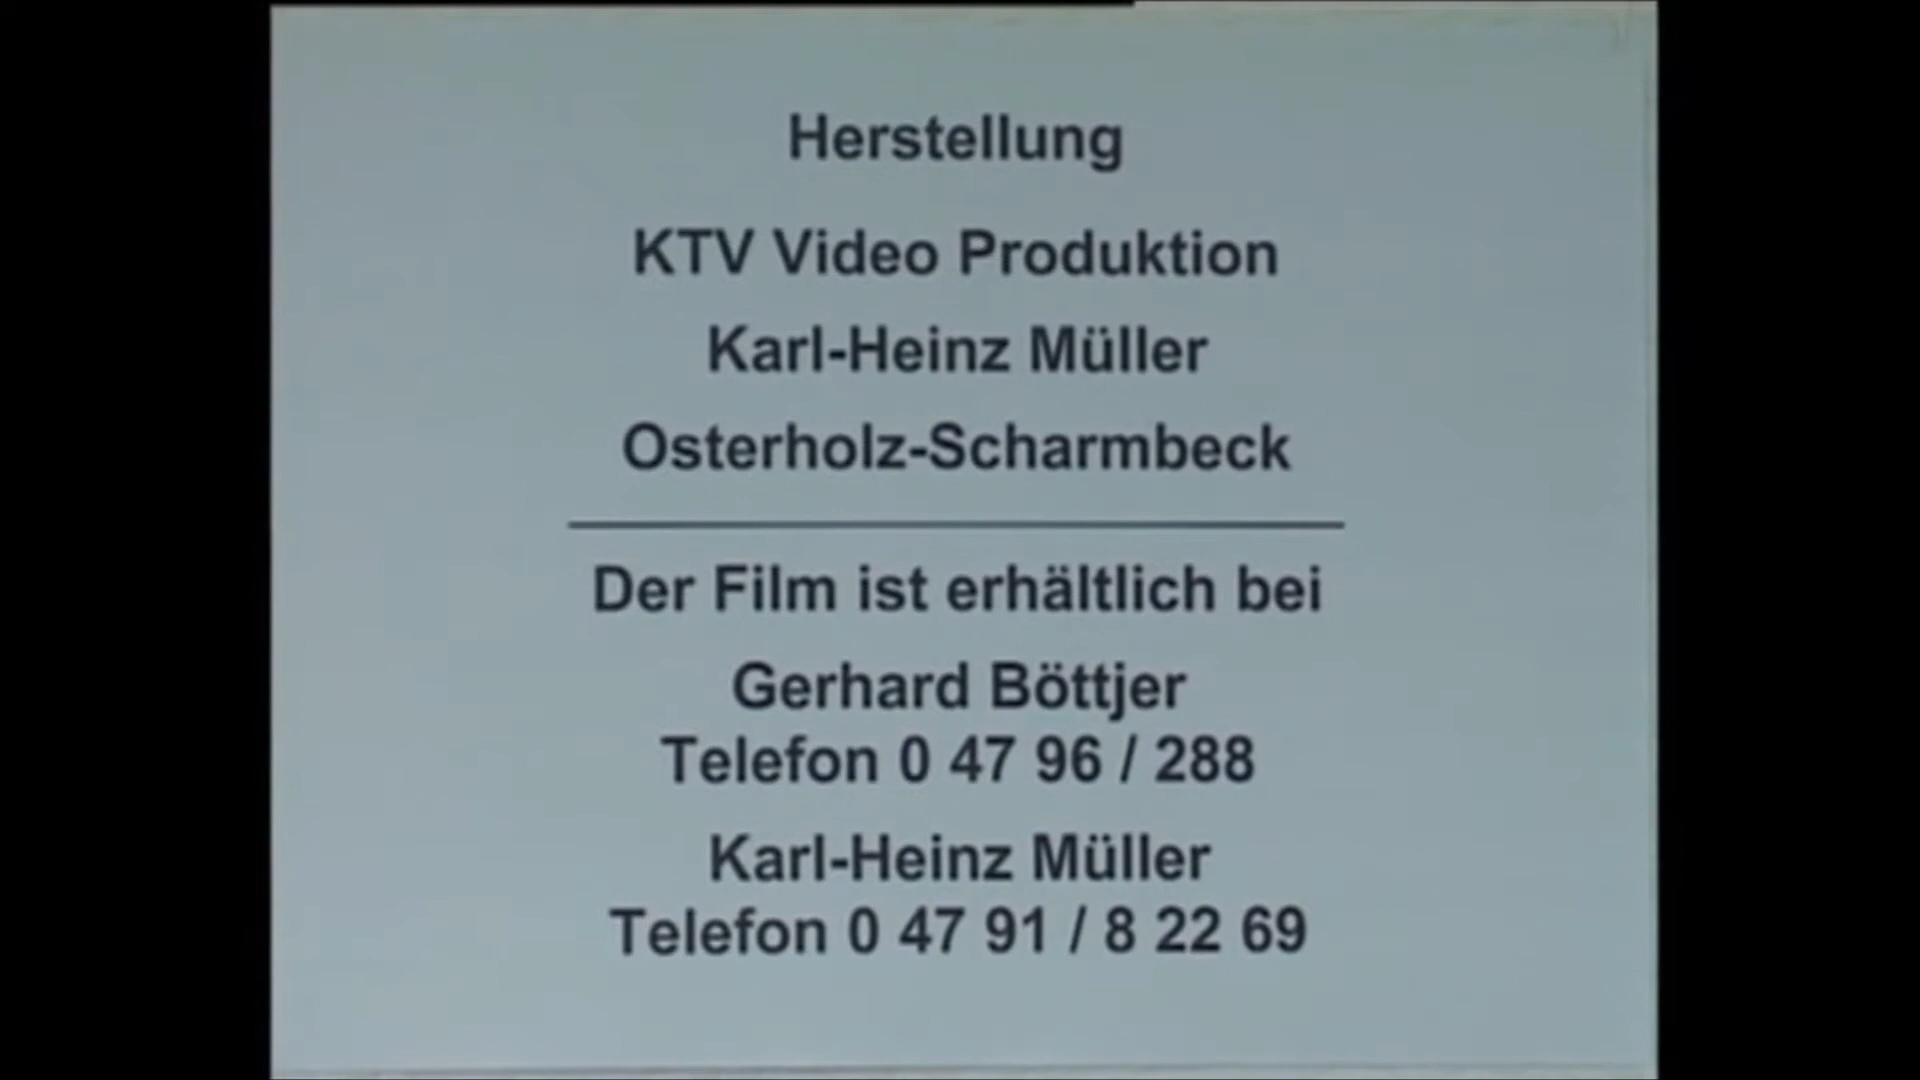 Herstellung
KTV Video Produktion
Karl-Heinz Müller
Osterholz-Scharmbeck
Der Film ist erhältlich bei
Gerhard Böttjer
Telefon 0 47 96 / 288
Karl-Heinz Müller
Telefon 0 47 91 / 8 22 69